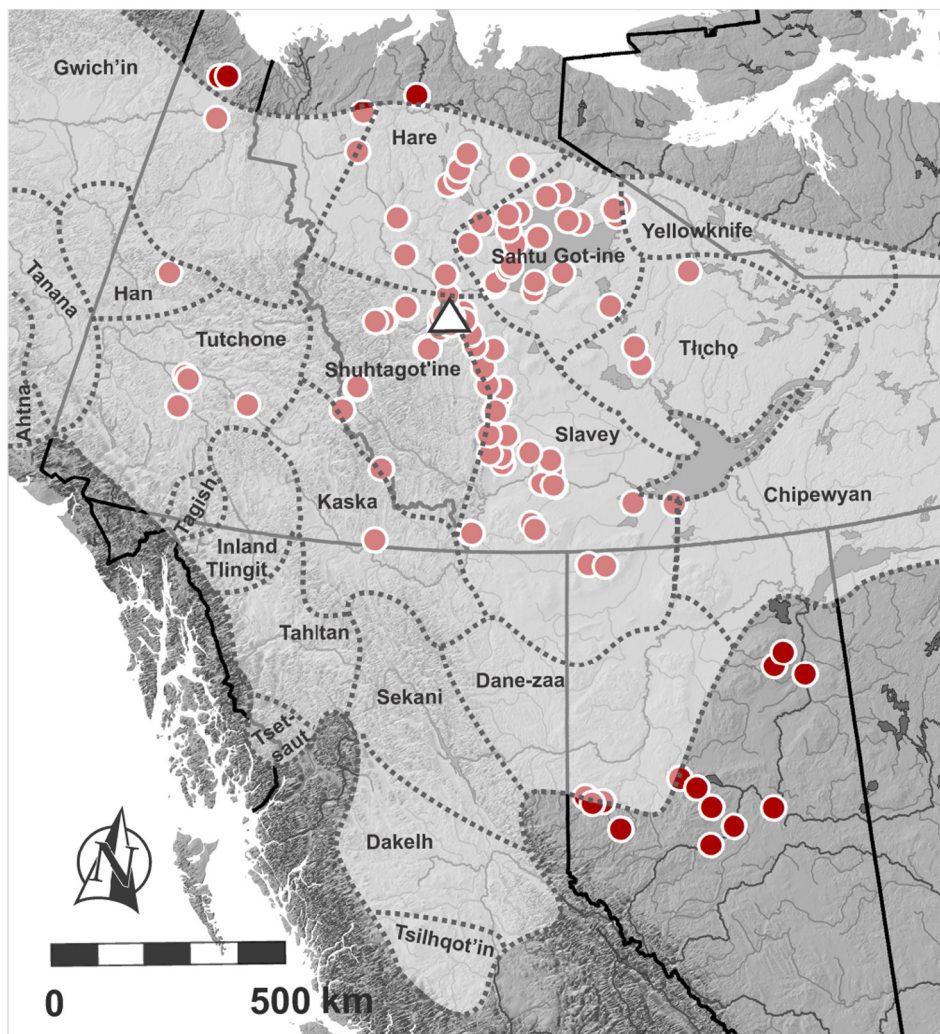 Gwich’in
Hare
Yellowknife
Sahtu Got-ine
Tanana
Han
Tutchone
Tłı̨chǫ
Shuhtagot'ine
Ahtna
Slavey
Chipewyan
Tagish
Kaska
Inland
Tlingit
Tahltan
Dane-zaa
Sekani
Tset-
saut
Dakelh
N
Tsilhqot’in
0
500 km